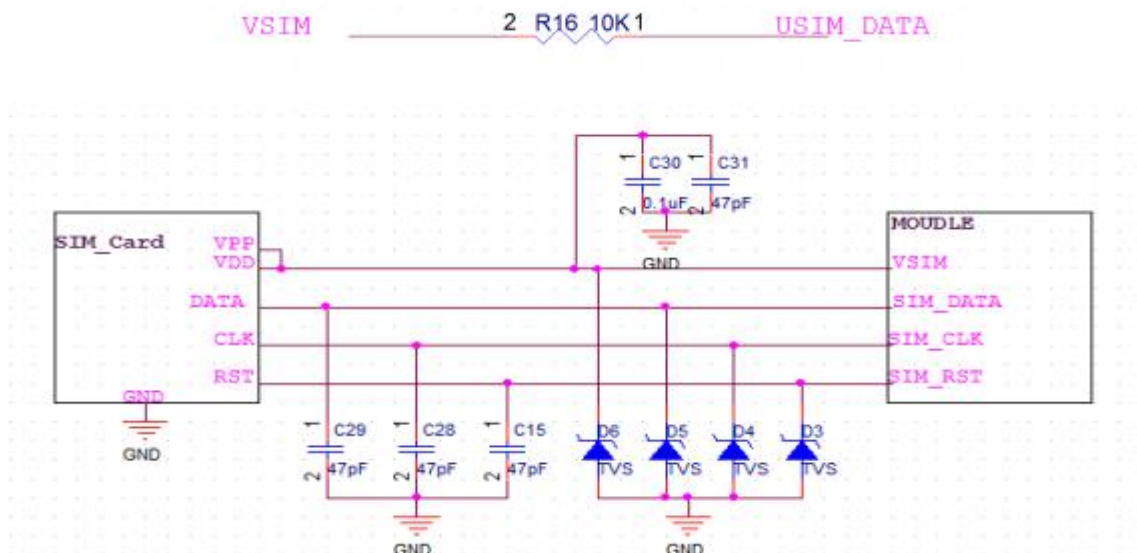 VSIM 2 R16 10K 1 USIM_DATA
1 C30 1 C31
2 0.1uF 2 47pF
GND
SIM_Card
VPP
VDD
DATA
CLK
RST
GND
GND
MOUDLE
VSIM
SIM_DATA
SIM_CLK
SIM_RST
1 C29 1 C28 1 C15 D6 D5 D4 D3
2 47pF 2 47pF 2 47pF TVS TVS TVS TVS
GND GND